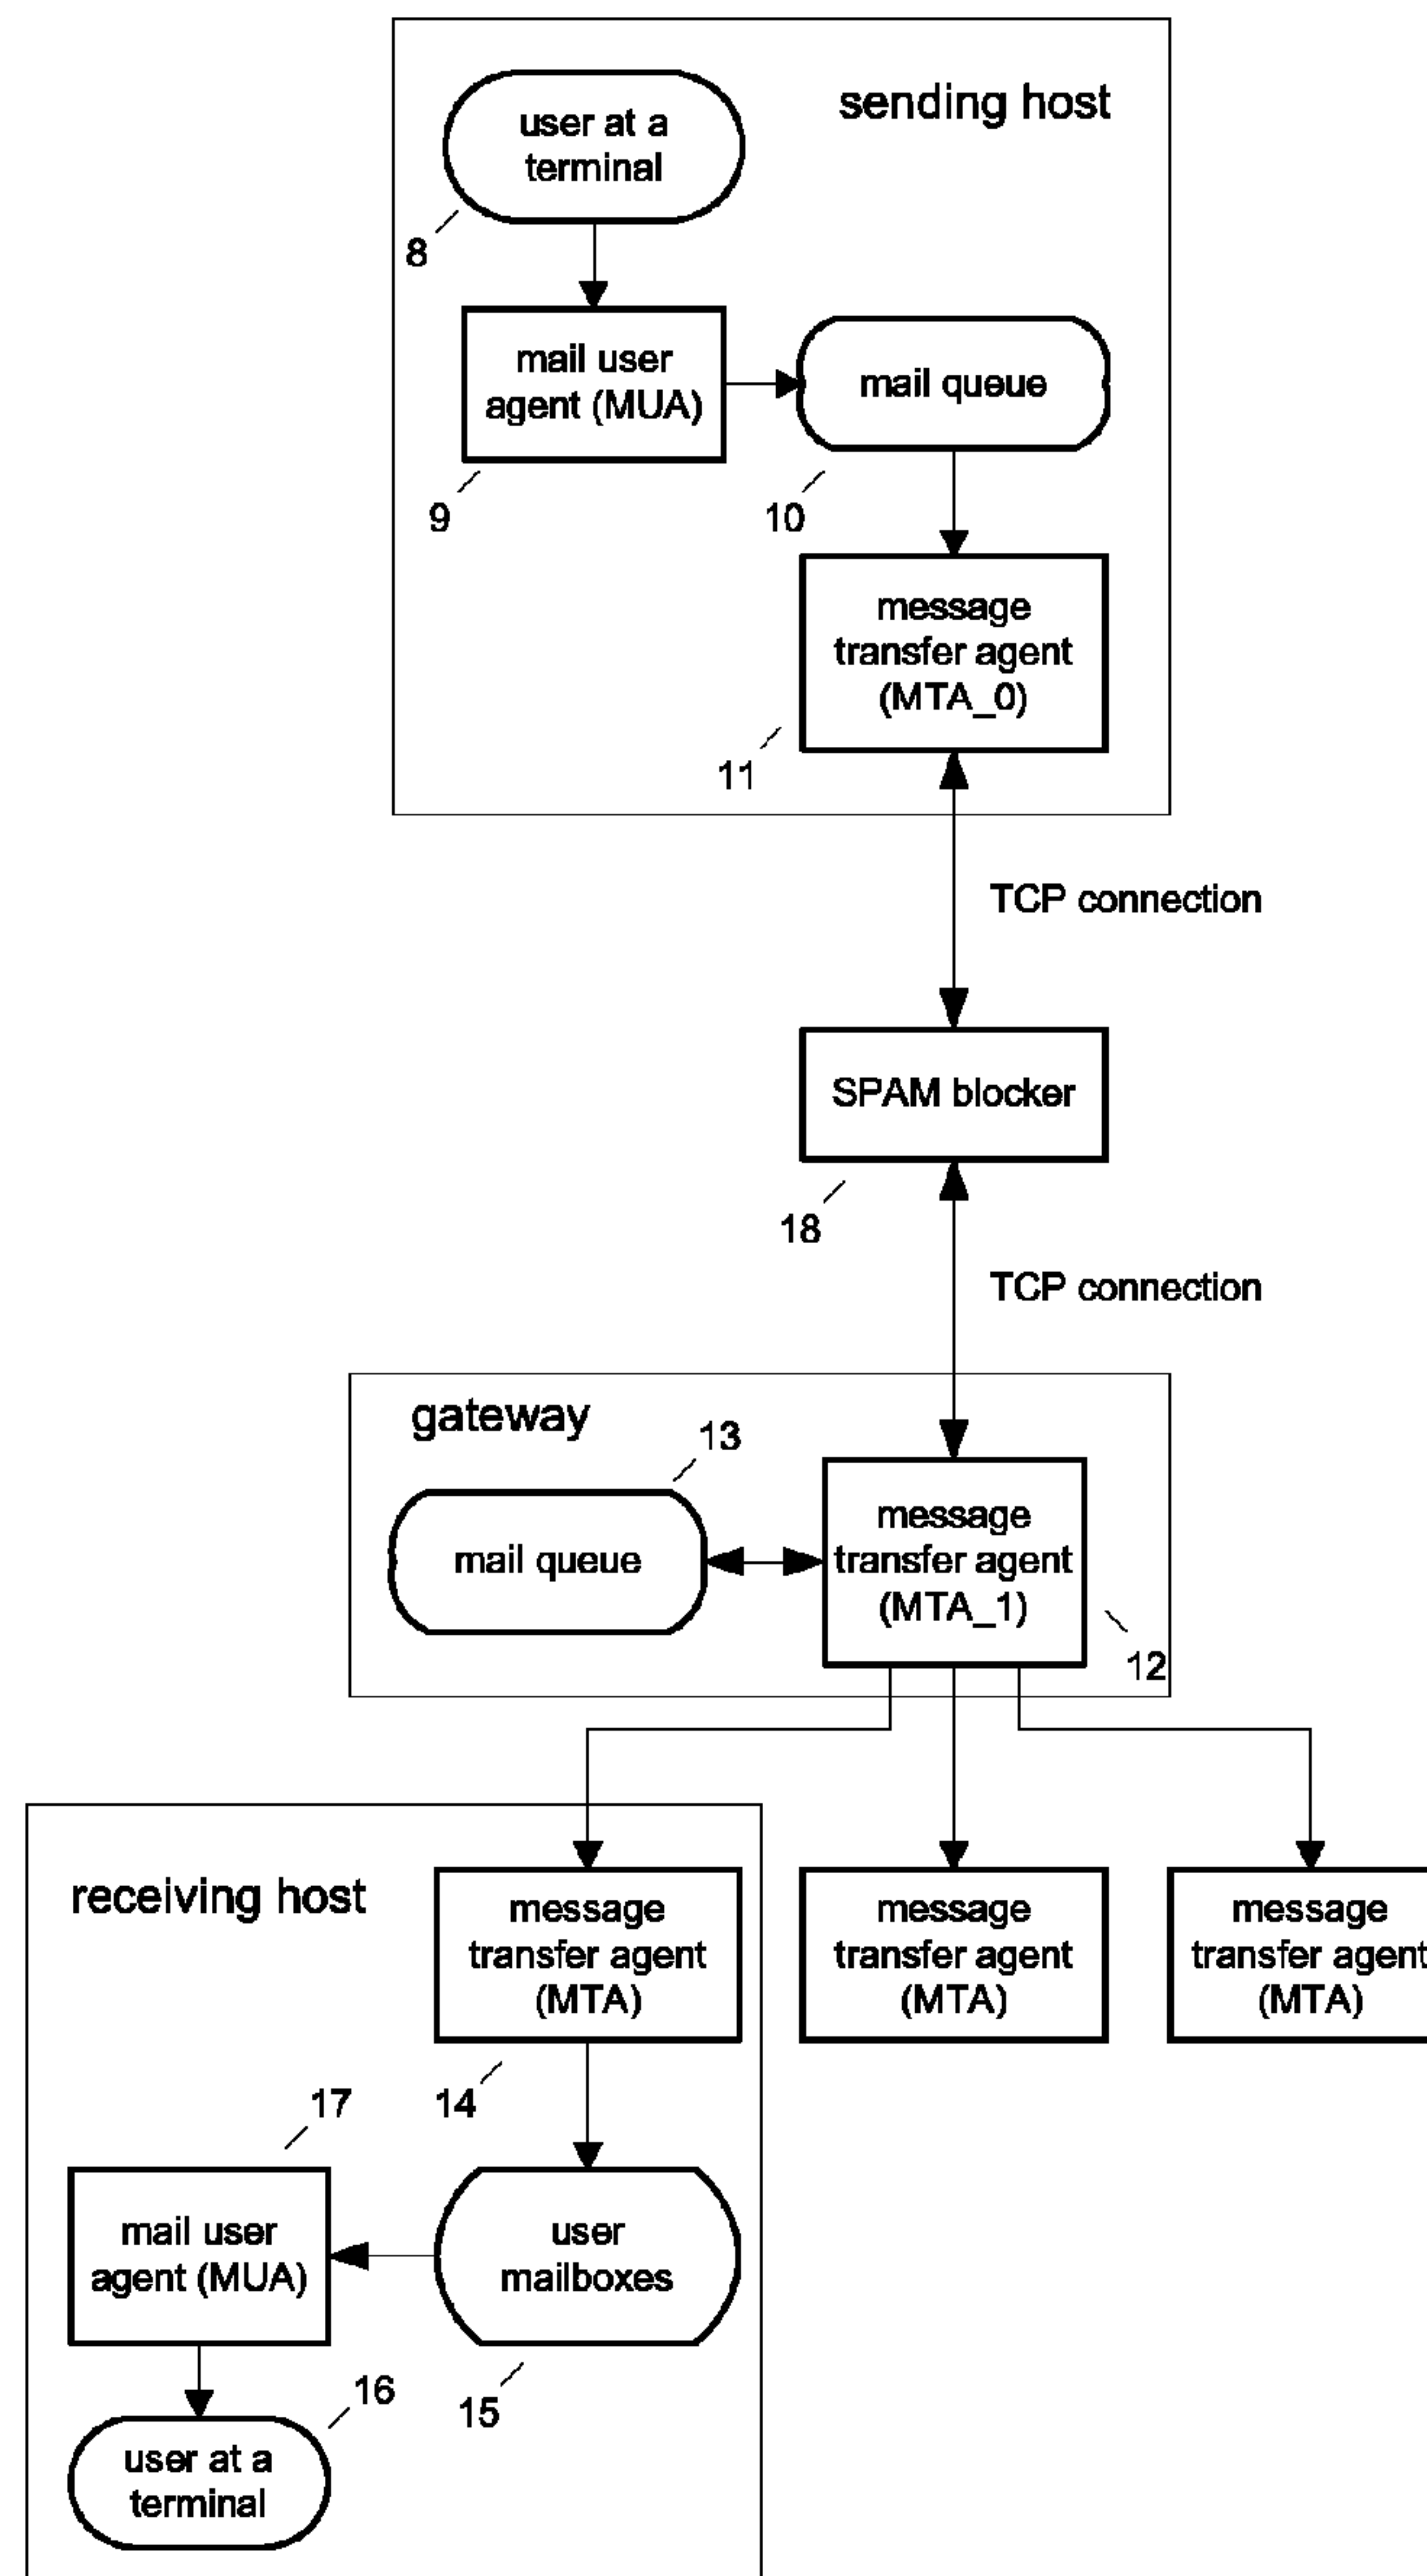 sending host
user at a
terminal
8
mail user
agent (MUA)
9
mail queue
10
message
transfer agent
(MTA_0)
11
TCP connection
SPAM blocker
18
TCP connection
gateway
13
mail queue
message
transfer agent
(MTA_1)
12
receiving host
message
transfer agent
(MTA)
14
message
transfer agent
(MTA)
message
transfer agent
(MTA)
17
mail user
agent (MUA)
user
mailboxes
15
16
user at a
terminal